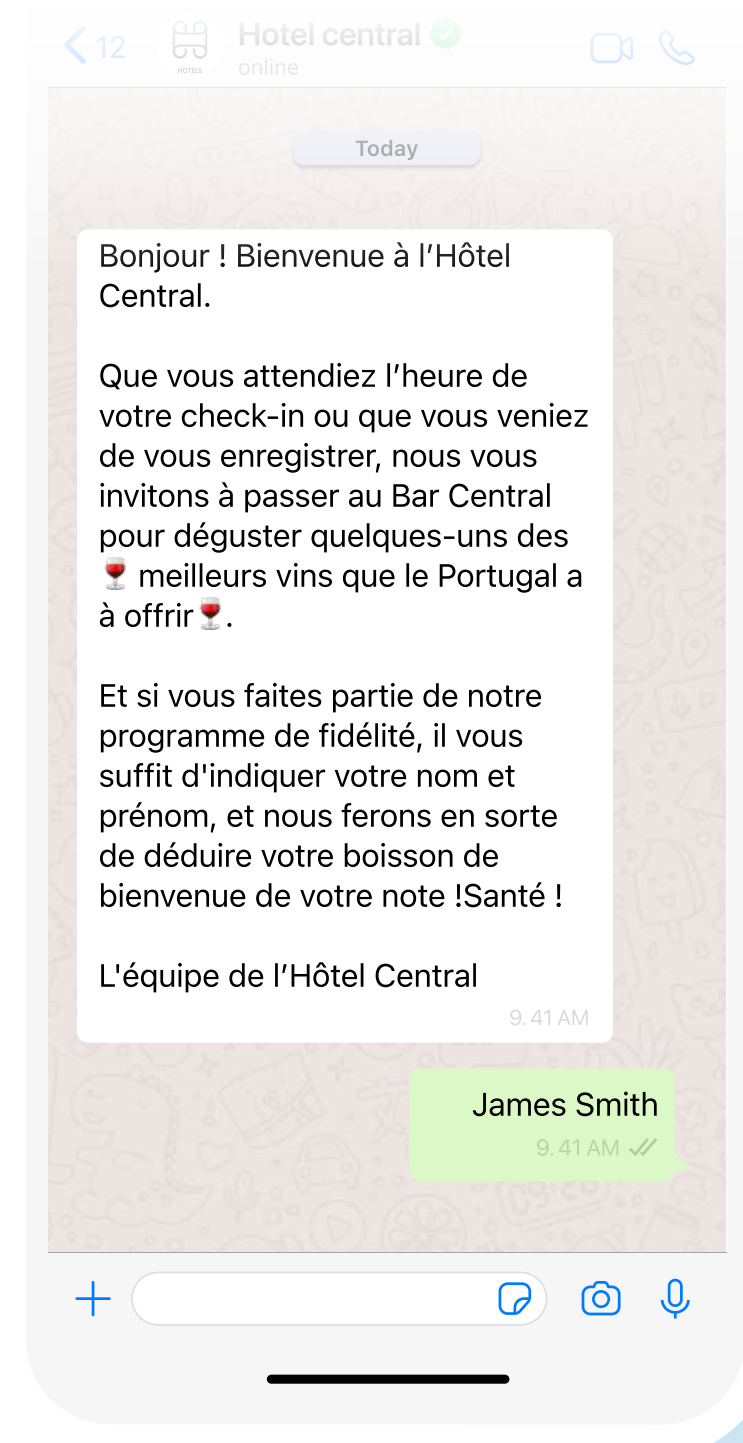 12
Hotel central
HOTELS
online
Today
Bonjour ! Bienvenue à l’Hôtel
Central.
Que vous attendiez l’heure de
votre check-in ou que vous veniez
de vous enregistrer, nous vous
invitons à passer au Bar Central
pour déguster quelques-uns des
🍷 meilleurs vins que le Portugal a
à offrir🍷.
Et si vous faites partie de notre
programme de fidélité, il vous
suffit d'indiquer votre nom et
prénom, et nous ferons en sorte
de déduire votre boisson de
bienvenue de votre note !Santé !
L'équipe de l’Hôtel Central
9.41 AM
James Smith
9.41 AM